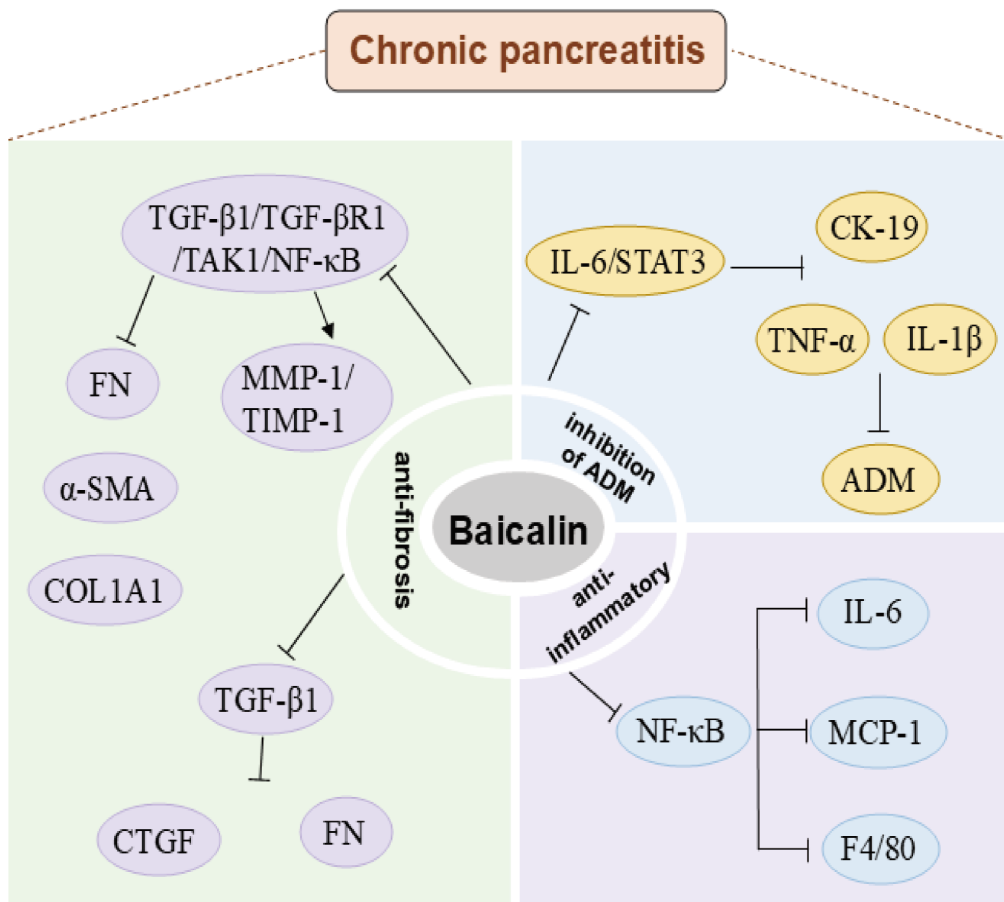 Chronic pancreatitis
TGF-β1/TGF-βR1
/TAK1/NF-κB
FN
MMP-1/
TIMP-1
α-SMA
COL1A1
TGF-β1
CTGF
FN
anti-fibrosis
Baicalin
inhibition
of ADM
IL-6/STAT3
CK-19
TNF-α
IL-1β
ADM
anti-
inflammatory
NF-κB
IL-6
MCP-1
F4/80